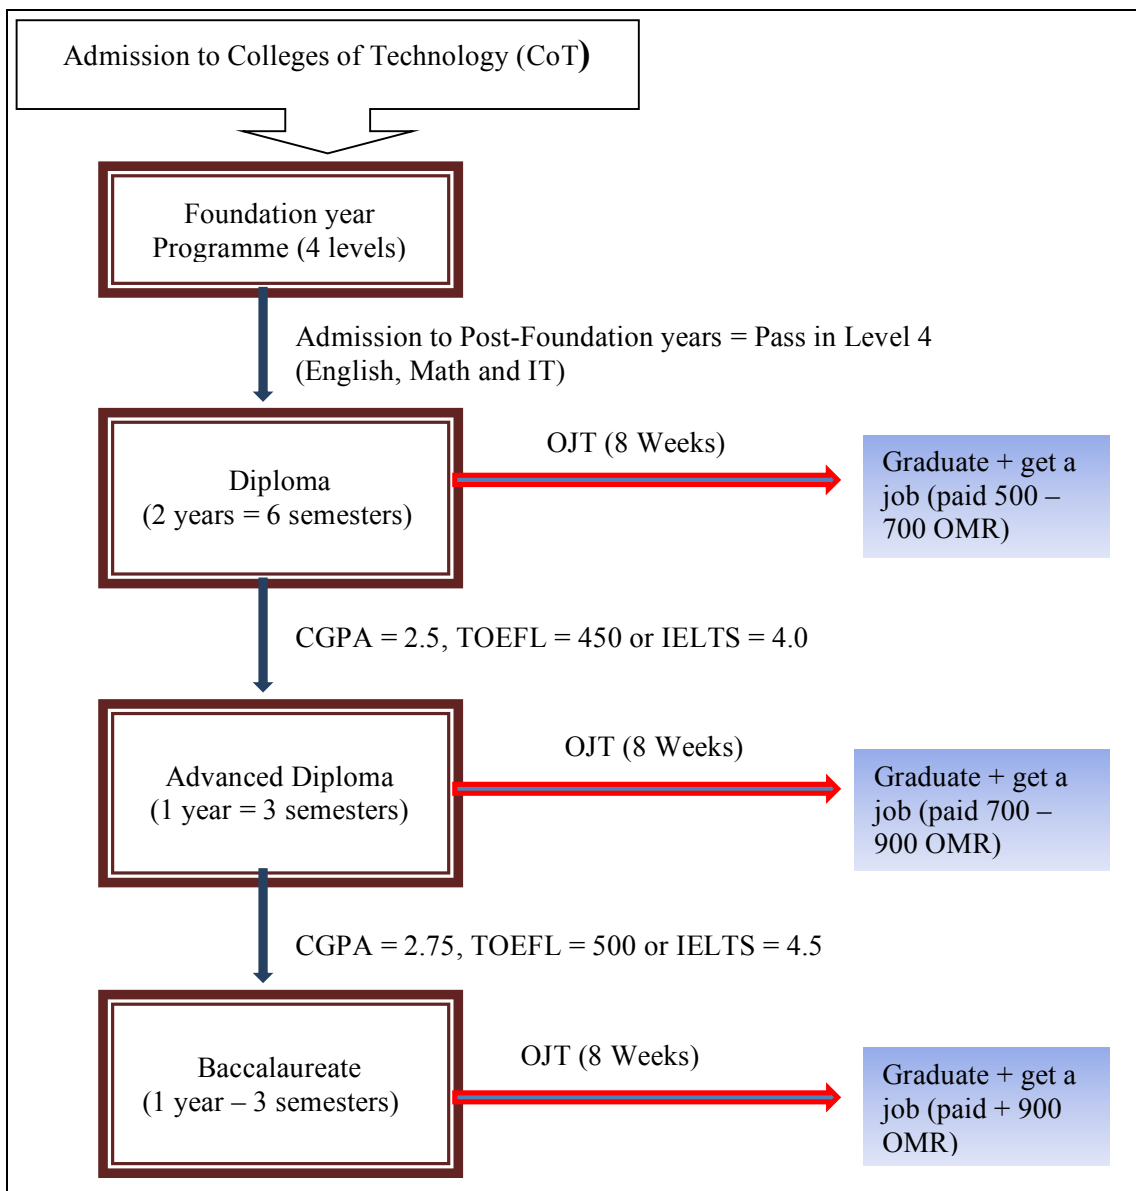 Admission to Colleges of Technology (CoT)
Foundation year
Programme (4 levels)
Admission to Post-Foundation years = Pass in Level 4
(English, Math and IT)
OJT (8 Weeks)
Diploma
(2 years = 6 semesters)
Graduate + get a
job (paid 500 –
700 OMR)
CGPA = 2.5, TOEFL = 450 or IELTS = 4.0
OJT (8 Weeks)
Advanced Diploma
(1 year = 3 semesters)
Graduate + get a
job (paid 700 –
900 OMR)
CGPA = 2.75, TOEFL = 500 or IELTS = 4.5
OJT (8 Weeks)
Baccalaureate
(1 year – 3 semesters)
Graduate + get a
job (paid + 900
OMR)